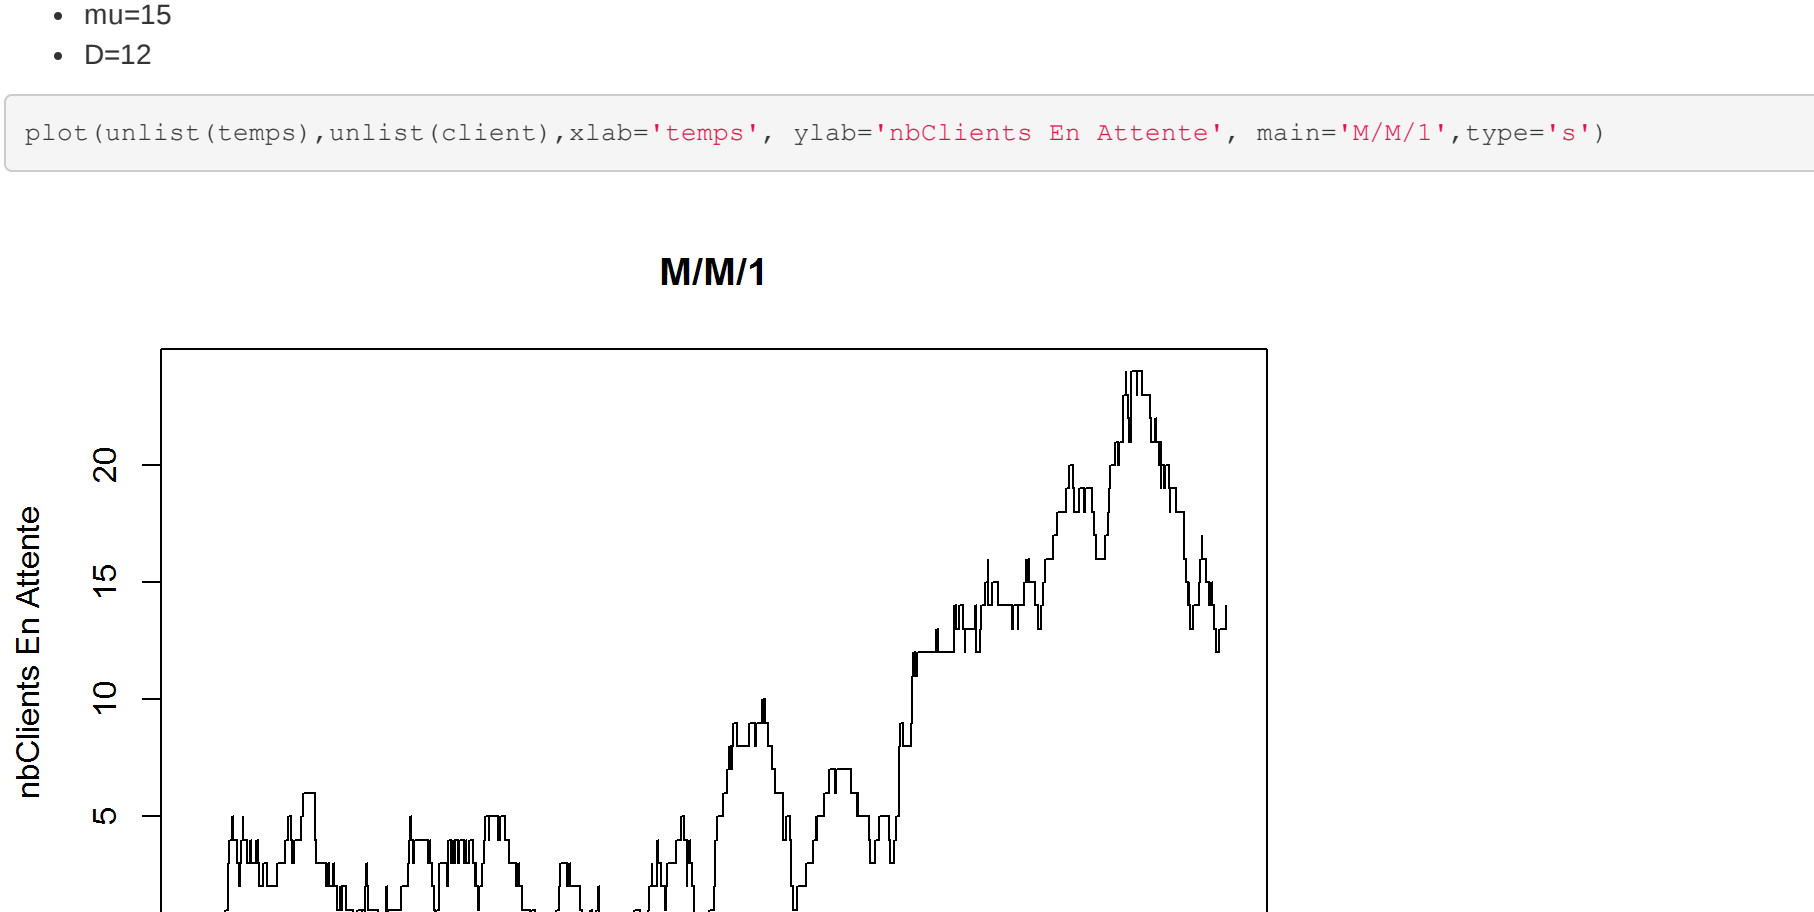 mu=15
D=12
plot(unlist(temps),unlist(client),xlab='temps', ylab='nbClients En Attente', main='M/M/1',type='s')
M/M/1
20
15
10
5
nbClients En Attente